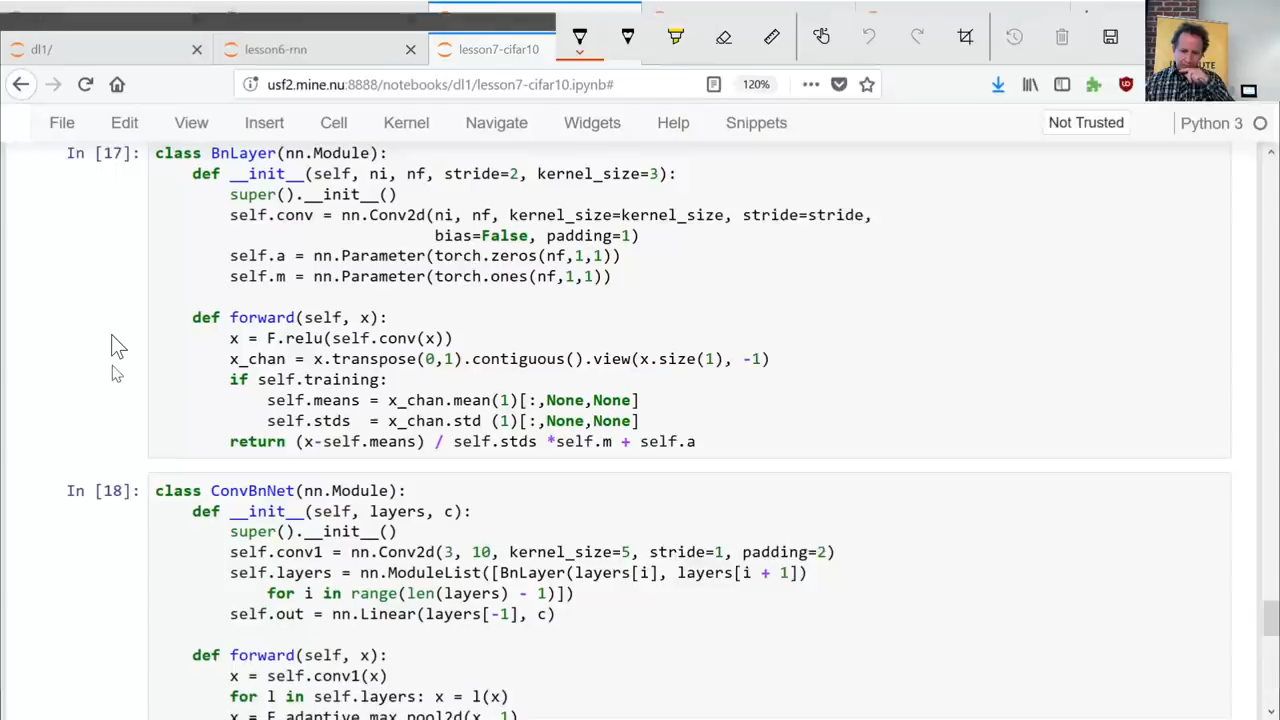 dl1/
lesson6-rnn
lesson7-cifar10
usf2.mine.nu:8888/notebooks/dl1/lesson7-cifar10.ipynb#
120%
File Edit View Insert Cell Kernel Navigate Widgets Help Snippets
Not Trusted
Python 3
In [17]:
class BnLayer(nn.Module):
    def __init__(self, ni, nf, stride=2, kernel_size=3):
        super().__init__()
        self.conv = nn.Conv2d(ni, nf, kernel_size=kernel_size, stride=stride,
                              bias=False, padding=1)
        self.a = nn.Parameter(torch.zeros(nf,1,1))
        self.m = nn.Parameter(torch.ones(nf,1,1))
    def forward(self, x):
        x = F.relu(self.conv(x))
        x_chan = x.transpose(0,1).contiguous().view(x.size(1), -1)
        if self.training:
            self.means = x_chan.mean(1)[:,None,None]
            self.stds  = x_chan.std (1)[:,None,None]
        return (x-self.means) / self.stds *self.m + self.a
In [18]:
class ConvBnNet(nn.Module):
    def __init__(self, layers, c):
        super().__init__()
        self.conv1 = nn.Conv2d(3, 10, kernel_size=5, stride=1, padding=2)
        self.layers = nn.ModuleList([BnLayer(layers[i], layers[i + 1])
            for i in range(len(layers) - 1)])
        self.out = nn.Linear(layers[-1], c)
    def forward(self, x):
        x = self.conv1(x)
        for l in self.layers: x = l(x)
        x = F.adaptive_max_pool2d(x, 1)